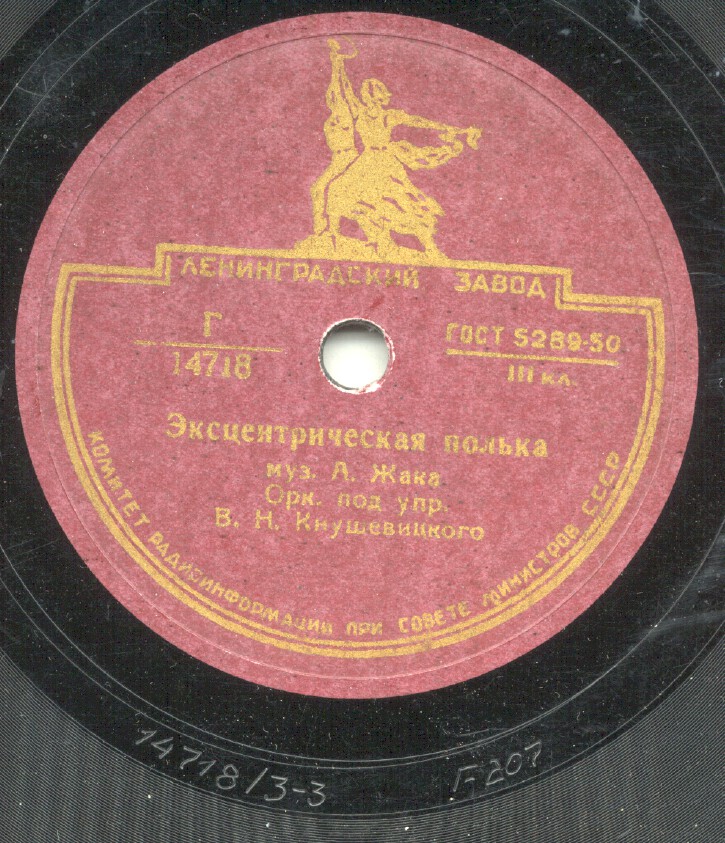 ЛЕНИНГРАДСКИЙ ЗАВОД
Г
14718
ГОСТ 5289-50
III кл.
Эксцентрическая полька
муз. А. Жака
Орк. под упр.
В. Н. Кнушевицкого
КОМИТЕТ РАДИОИНФОРМАЦИИ ПРИ СОВЕТЕ МИНИСТРОВ СССР
14718/3-3
Г-207